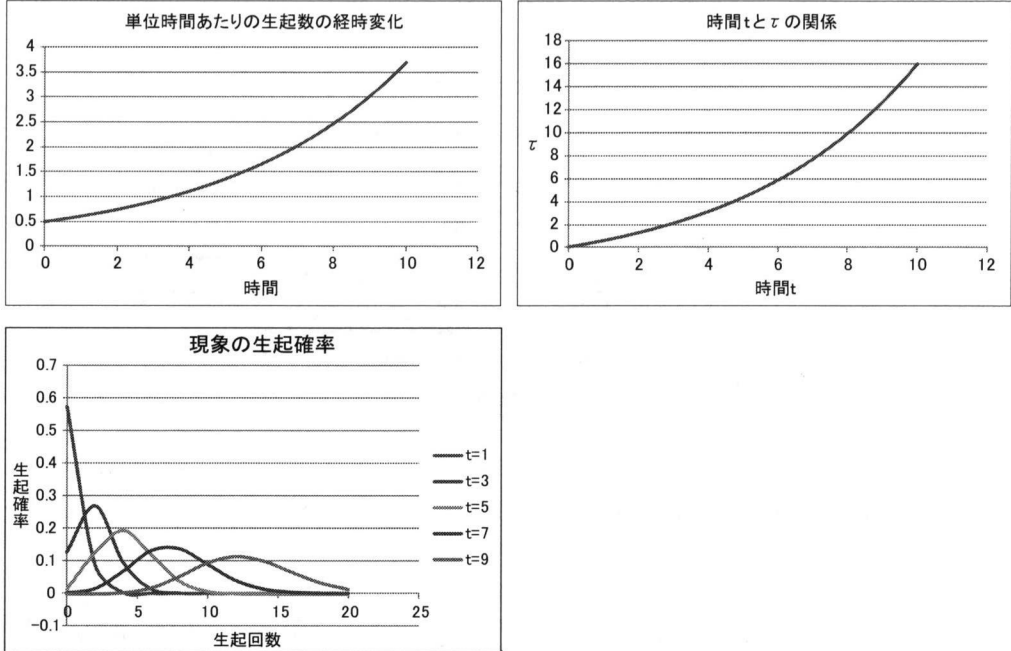 単位時間あたりの生起数の経時変化
4
3.5
3
2.5
2
1.5
1
0.5
0
0 2 4 6 8 10 12
時間
時間tとτの関係
18
16
14
12
10
8
6
4
2
0
τ
0 2 4 6 8 10 12
時間t
現象の生起確率
0.7
0.6
0.5
0.4
0.3
0.2
0.1
0
-0.1
生起確率
0 5 10 15 20 25
生起回数
t=1
t=3
t=5
t=7
t=9